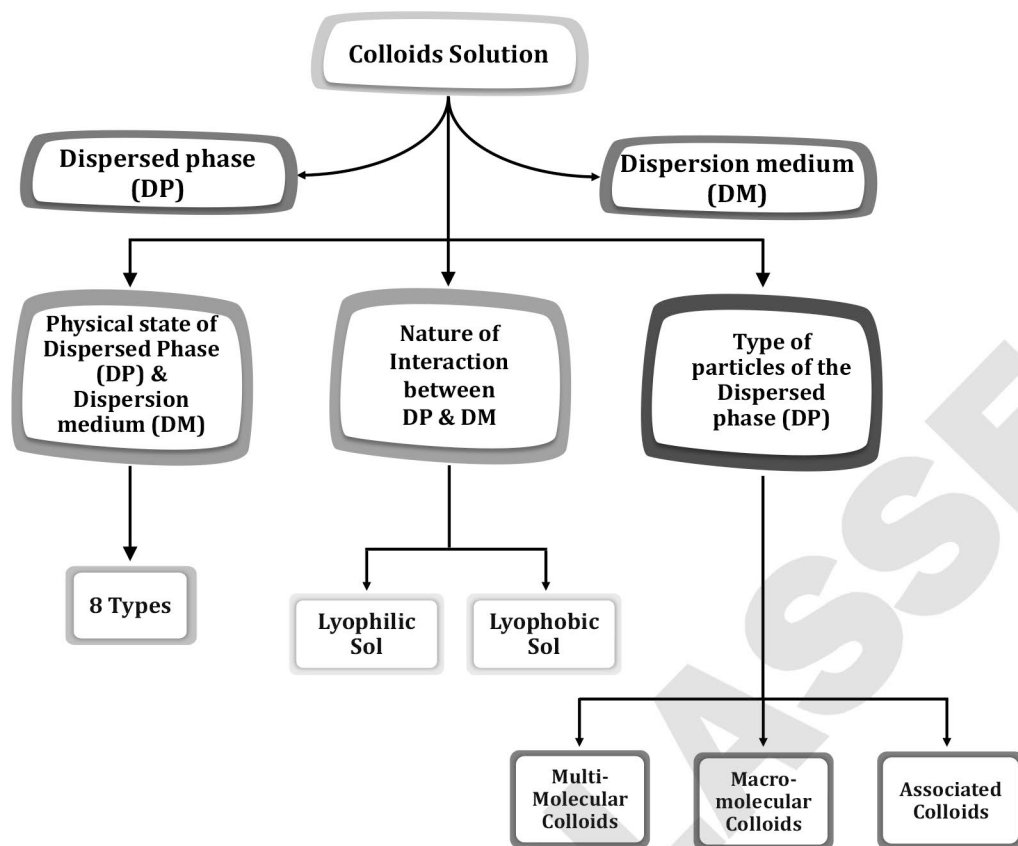 Colloids Solution
Dispersed phase
(DP)
Dispersion medium
(DM)
Physical state of
Dispersed Phase
(DP) &
Dispersion
medium (DM)
Nature of
Interaction
between
DP & DM
Type of
particles of the
Dispersed
phase (DP)
8 Types
Lyophilic
Sol
Lyophobic
Sol
Multi-
Molecular
Colloids
Macro-
molecular
Colloids
Associated
Colloids